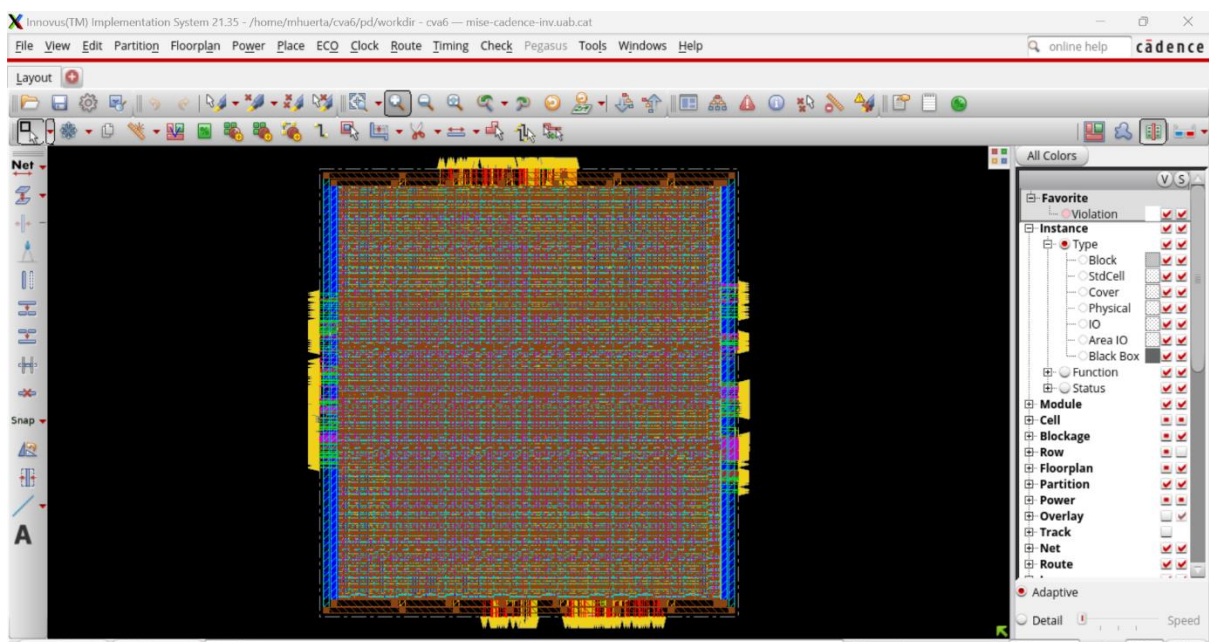 Innovus(TM) Implementation System 21.35 - /home/mhuerta/cva6/pd/workdir - cva6 — mise-cadence-inv.uab.cat
File View Edit Partition Floorplan Power Place ECO Clock Route Timing Check Pegasus Tools Windows Help
online help
cādence
Layout
Net
Snap
A
All Colors
V S
Favorite
Violation
Instance
Type
Block
StdCell
Cover
Physical
IO
Area IO
Black Box
Function
Status
Module
Cell
Blockage
Row
Floorplan
Partition
Power
Overlay
Track
Net
Route
Adaptive
Detail
Speed